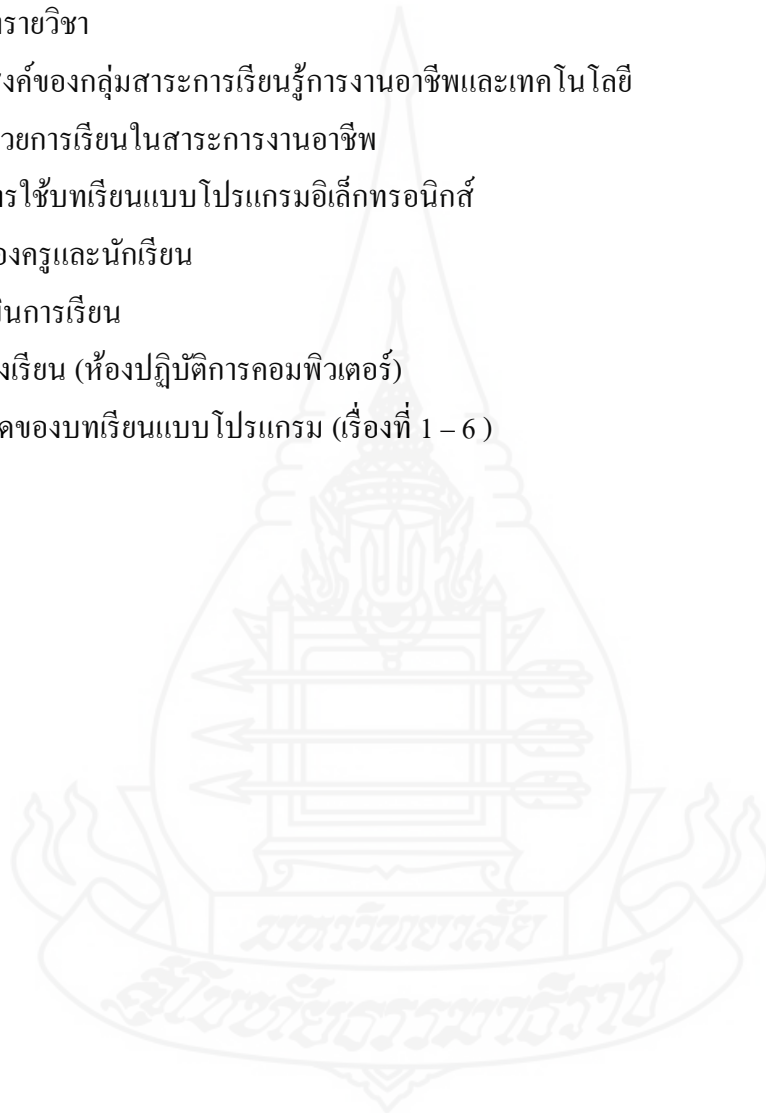 ารายวิชา
งค์ของกลุ่มสาระการเรียนรู้การงานอาชีพและเทคโนโลยี
วยการเรียนในสาระการงานอาชีพ
ารใช้บทเรียนแบบโปรแกรมอิเล็กทรอนิกส์
องครูและนักเรียน
มินการเรียน
งเรียน (ห้องปฏิบัติการคอมพิวเตอร์)
ดของบทเรียนแบบโปรแกรม (เรื่องที่ 1 – 6 )
มหาวิทยาลัย
สุโขทัยธรรมาธิราช